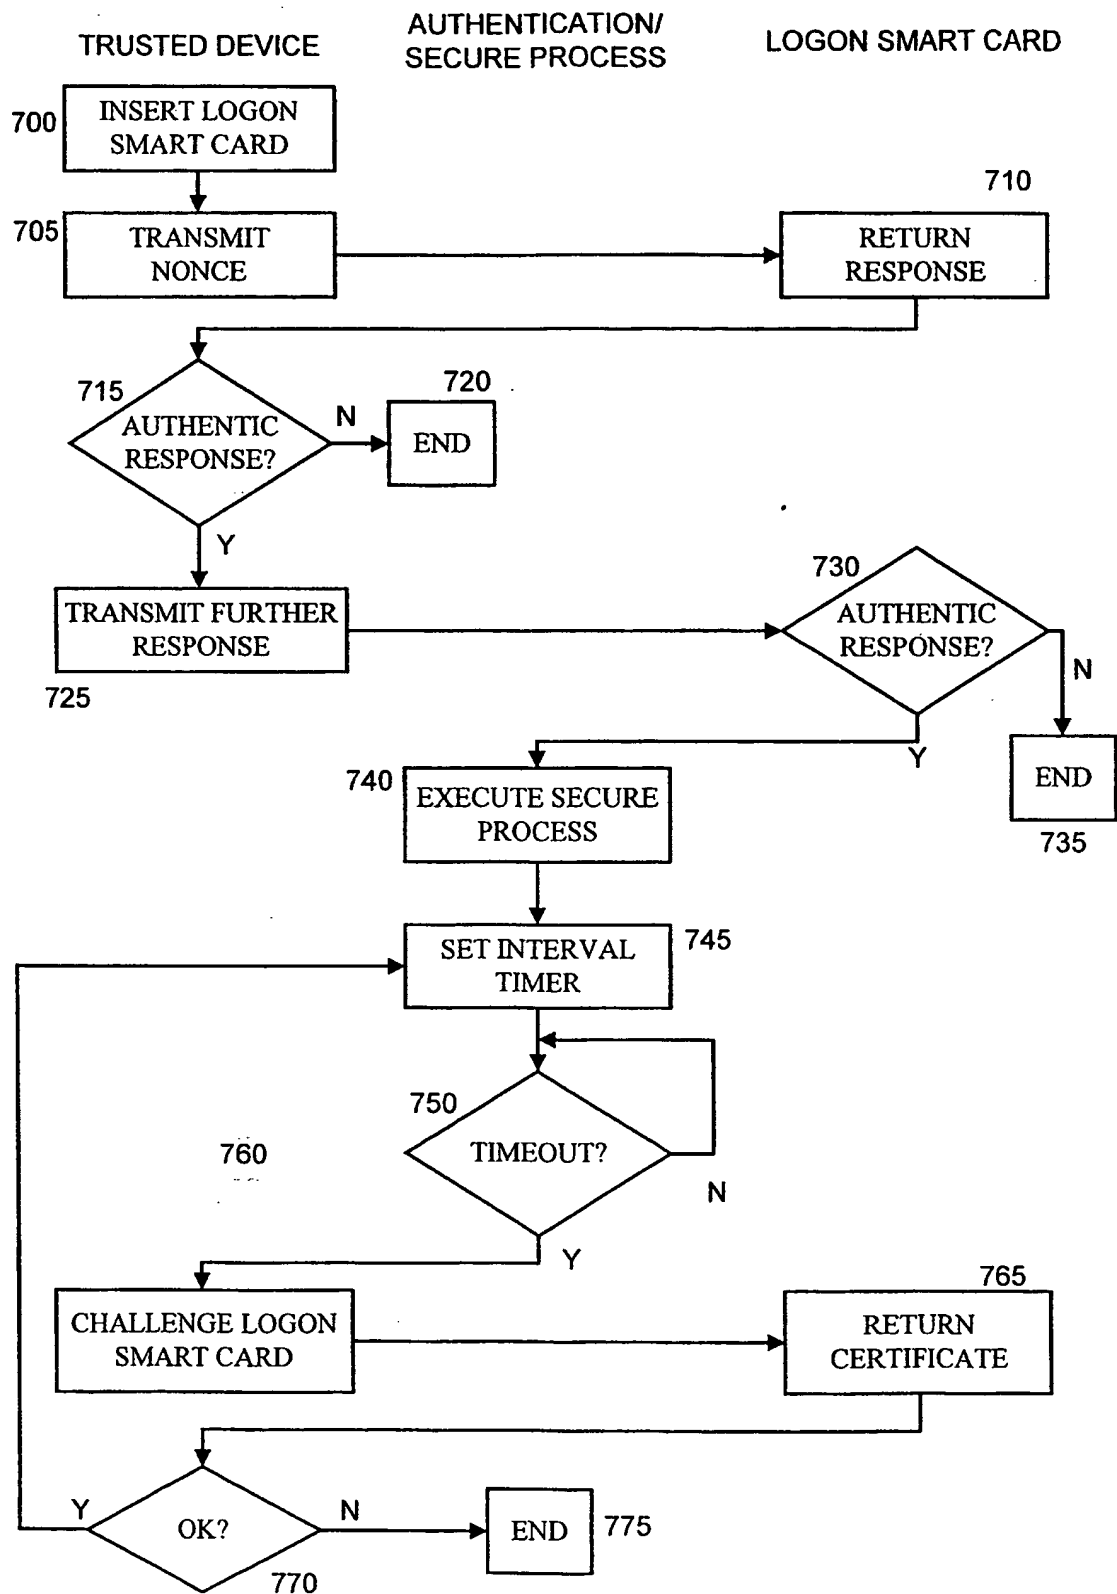 TRUSTED DEVICE
AUTHENTICATION/
SECURE PROCESS
LOGON SMART CARD
700
INSERT LOGON
SMART CARD
705
TRANSMIT
NONCE
710
RETURN
RESPONSE
715
AUTHENTIC
RESPONSE?
N
720
END
Y
TRANSMIT FURTHER
RESPONSE
725
730
AUTHENTIC
RESPONSE?
N
Y
END
735
740
EXECUTE SECURE
PROCESS
SET INTERVAL
TIMER
745
750
TIMEOUT?
N
Y
760
CHALLENGE LOGON
SMART CARD
765
RETURN
CERTIFICATE
Y
OK?
N
770
END
775